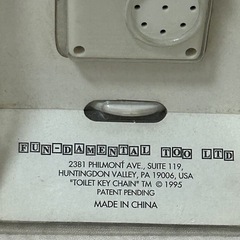 FUN-DAMENTAL TOO LTD
2381 PHILMONT AVE., SUITE 119,
HUNTINGDON VALLEY, PA 19006, USA
"TOILET KEY CHAIN" TM © 1995
PATENT PENDING
MADE IN CHINA